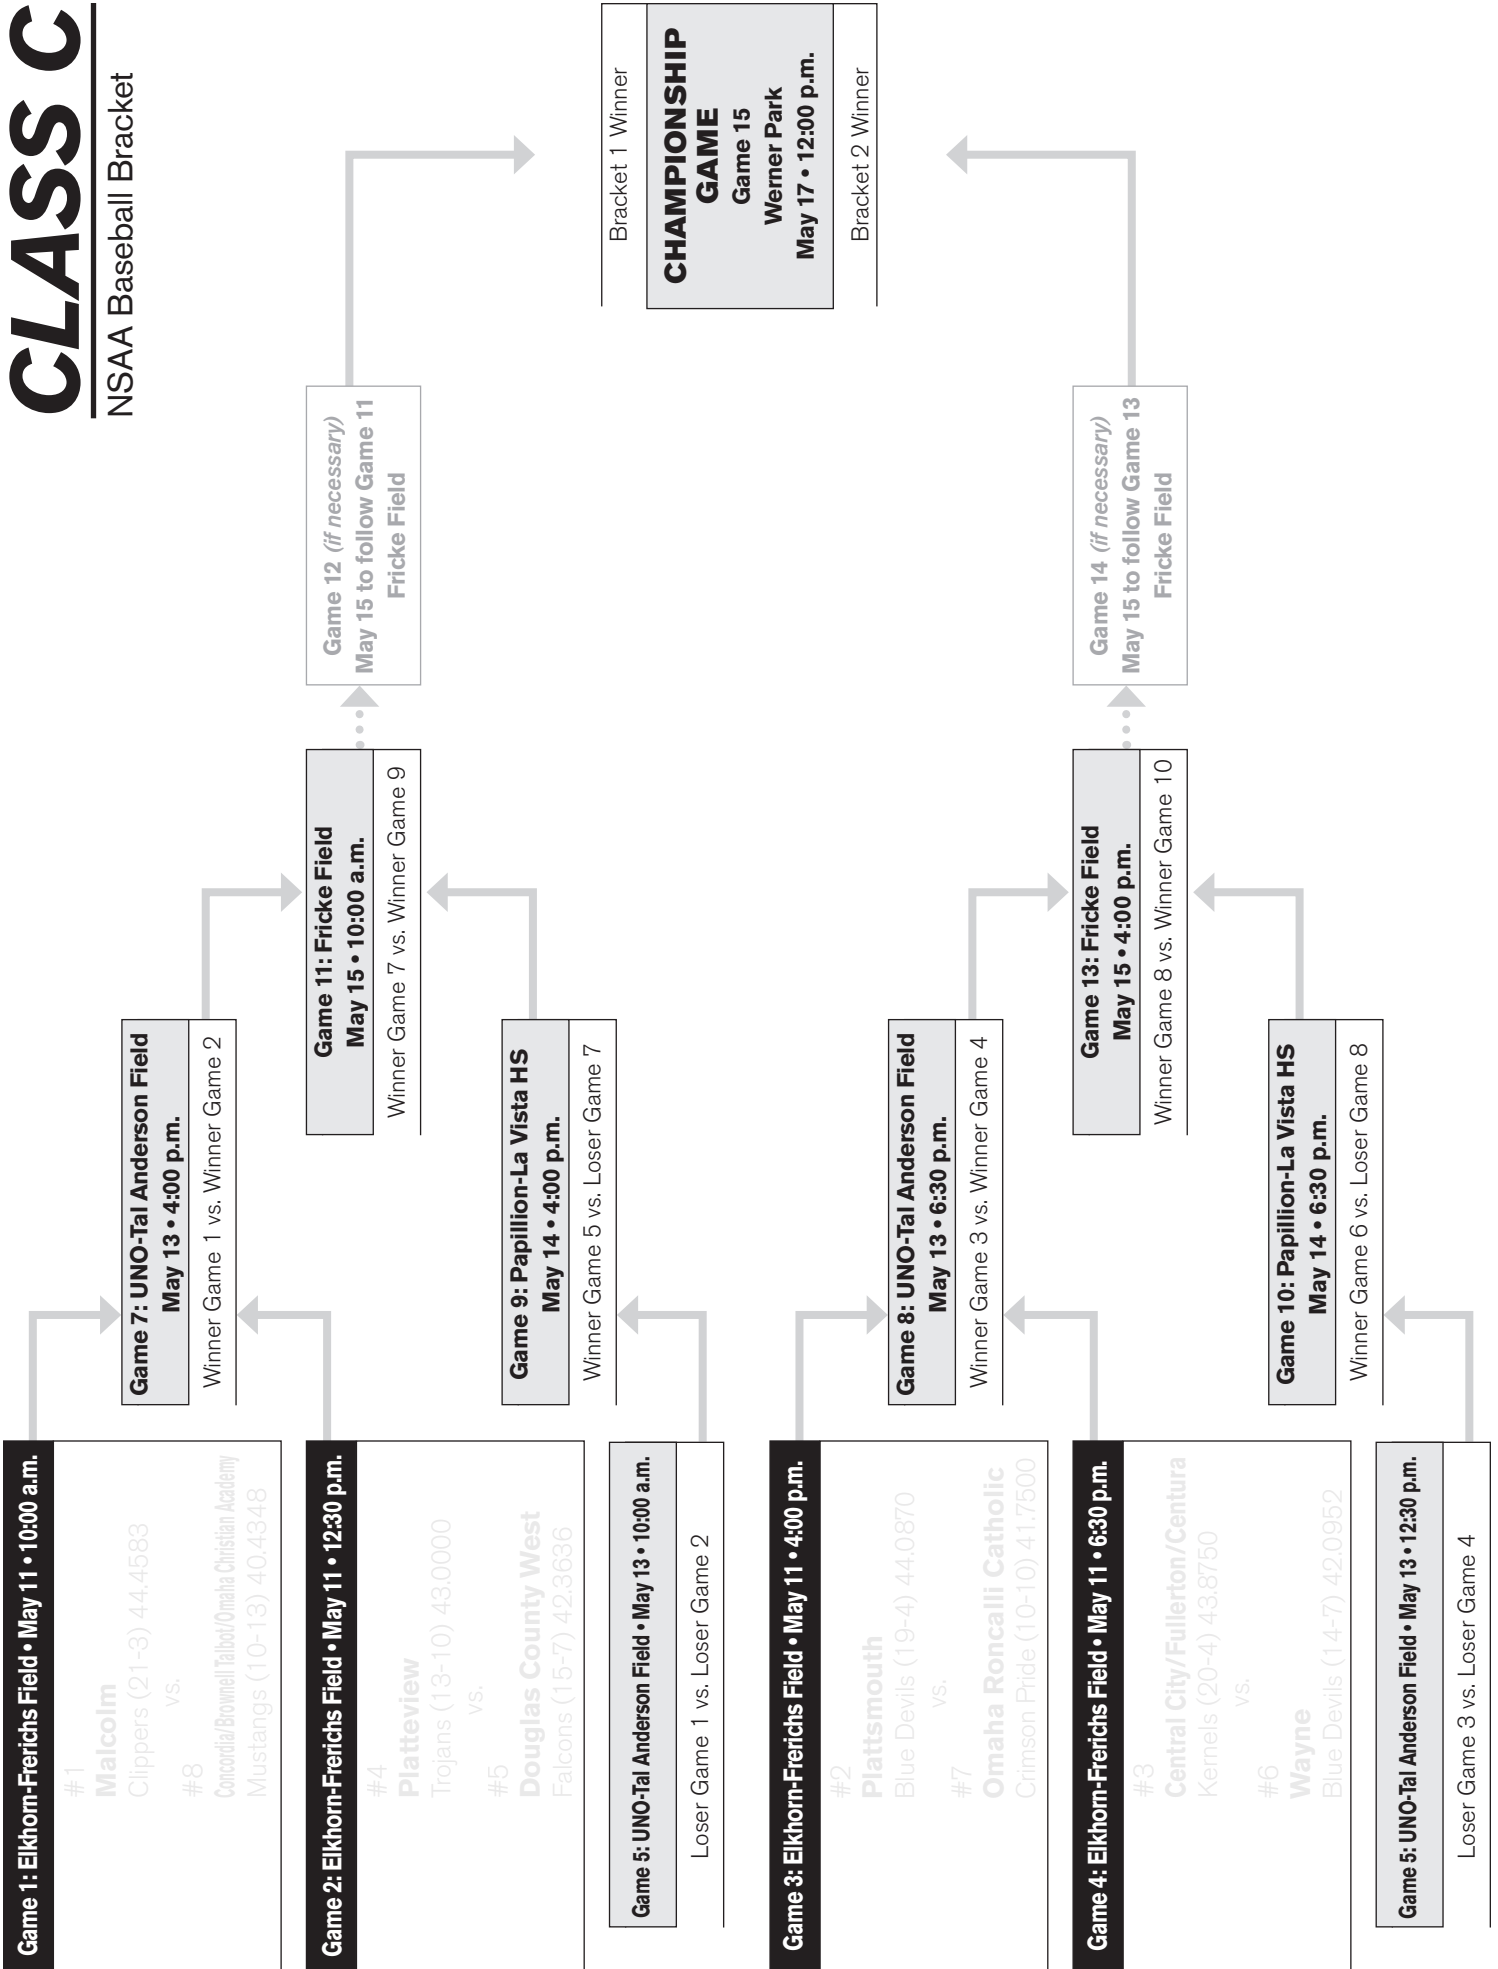 CLASS C
NSAA Baseball Bracket
Game 1: Elkhorn-Frerichs Field • May 11 • 10:00 a.m.
#1
Malcolm
Clippers (21-3) 44.4583
vs.
#8
Concordia/Brownell Talbot/Omaha Christian Academy
Mustangs (10-13) 40.4348
Game 2: Elkhorn-Frerichs Field • May 11 • 12:30 p.m.
#4
Platteview
Trojans (13-10) 43.0000
vs.
#5
Douglas County West
Falcons (15-7) 42.3636
Game 5: UNO-Tal Anderson Field • May 13 • 10:00 a.m.
Loser Game 1 vs. Loser Game 2
Game 3: Elkhorn-Frerichs Field • May 11 • 4:00 p.m.
#2
Plattsmouth
Blue Devils (19-4) 44.0870
vs.
#7
Omaha Roncalli Catholic
Crimson Pride (10-10) 41.7500
Game 4: Elkhorn-Frerichs Field • May 11 • 6:30 p.m.
#3
Central City/Fullerton/Centura
Kernels (20-4) 43.8750
vs.
#6
Wayne
Blue Devils (14-7) 42.0952
Game 5: UNO-Tal Anderson Field • May 13 • 12:30 p.m.
Loser Game 3 vs. Loser Game 4
Game 7: UNO-Tal Anderson Field
May 13 • 4:00 p.m.
Winner Game 1 vs. Winner Game 2
Game 9: Papillion-La Vista HS
May 14 • 4:00 p.m.
Winner Game 5 vs. Loser Game 7
Game 8: UNO-Tal Anderson Field
May 13 • 6:30 p.m.
Winner Game 3 vs. Winner Game 4
Game 10: Papillion-La Vista HS
May 14 • 6:30 p.m.
Winner Game 6 vs. Loser Game 8
Game 11: Fricke Field
May 15 • 10:00 a.m.
Winner Game 7 vs. Winner Game 9
Game 13: Fricke Field
May 15 • 4:00 p.m.
Winner Game 8 vs. Winner Game 10
Game 12 (if necessary)
May 15 to follow Game 11
Fricke Field
Game 14 (if necessary)
May 15 to follow Game 13
Fricke Field
Bracket 1 Winner
CHAMPIONSHIP
GAME
Game 15
Werner Park
May 17 • 12:00 p.m.
Bracket 2 Winner